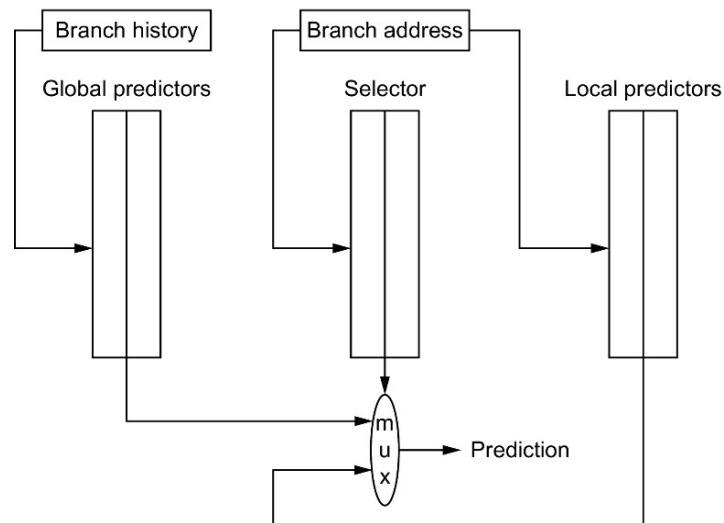 Branch history
Branch address
Global predictors
Selector
Local predictors
m
u
x
Prediction